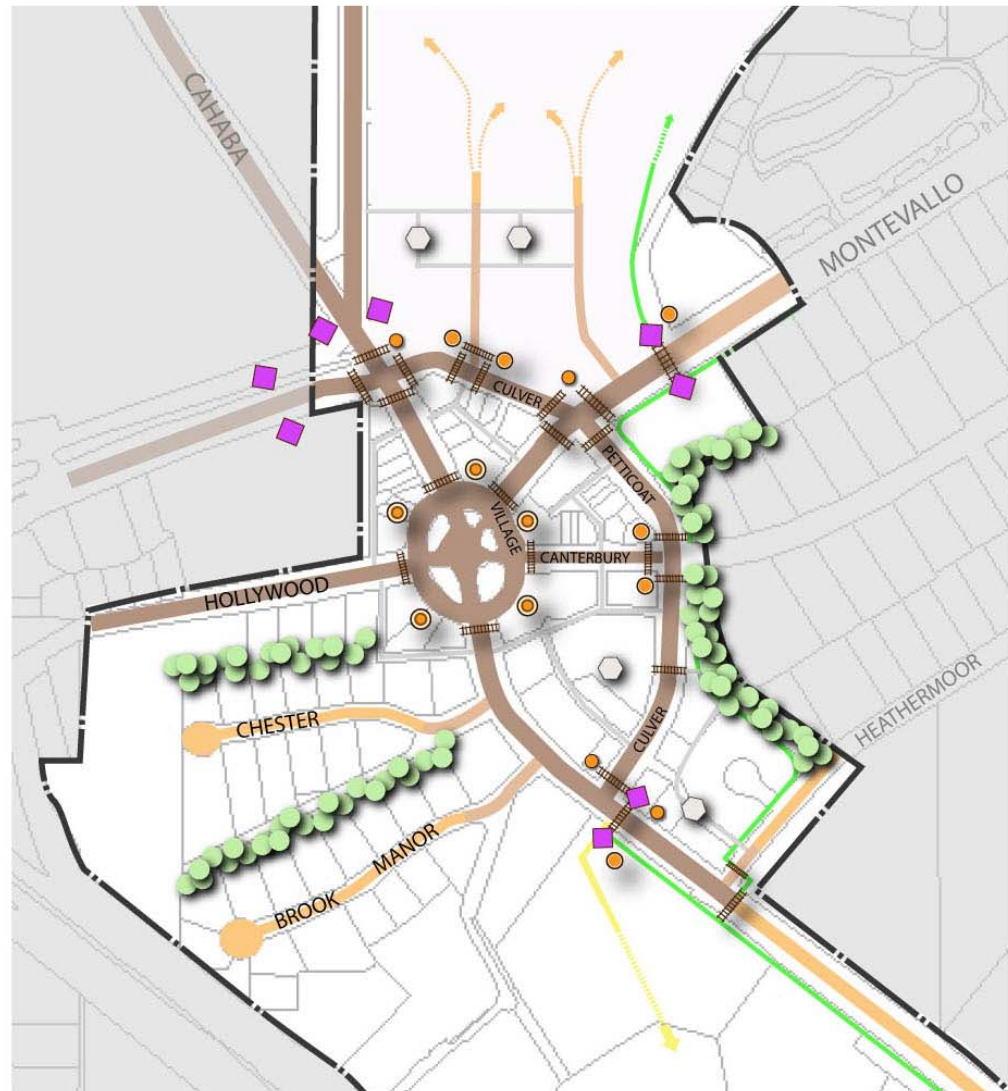 CAHABA
MONTEVALLO
CULVER
PETTICOAT
VILLAGE
CANTERBURY
HOLLYWOOD
CHESTER
CULVER
HEATHERMOOR
BROOK MANOR